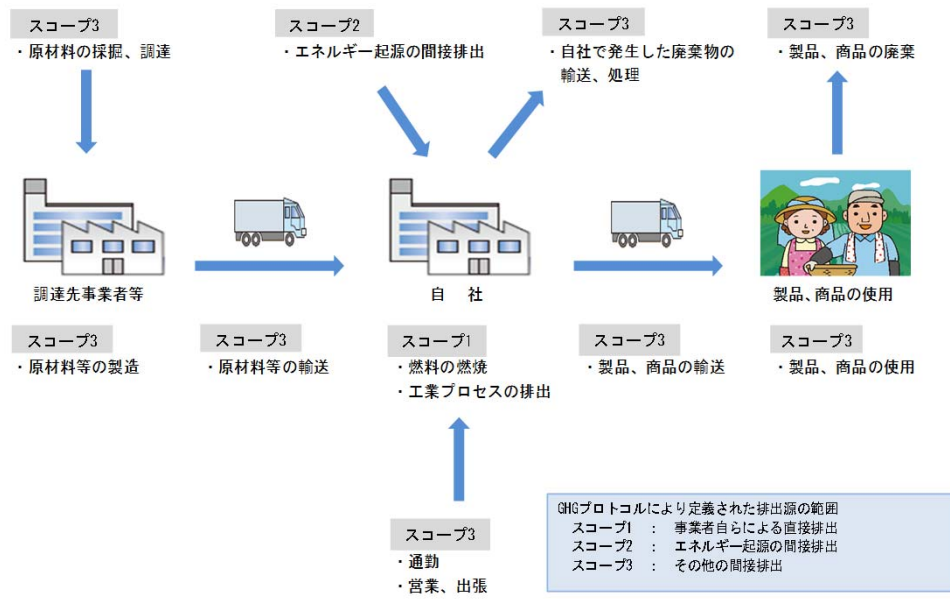 スコープ3
・原材料の採掘、調達
スコープ2
・エネルギー起源の間接排出
スコープ3
・自社で発生した廃棄物の
輸送、処理
スコープ3
・製品、商品の廃棄
調達先事業者等
自　社
製品、商品の使用
スコープ3
・原材料等の製造
スコープ3
・原材料等の輸送
スコープ1
・燃料の燃焼
・工業プロセスの排出
スコープ3
・製品、商品の輸送
スコープ3
・製品、商品の使用
スコープ3
・通勤
・営業、出張
GHGプロトコルにより定義された排出源の範囲
スコープ1　：　事業者自らによる直接排出
スコープ2　：　エネルギー起源の間接排出
スコープ3　：　その他の間接排出